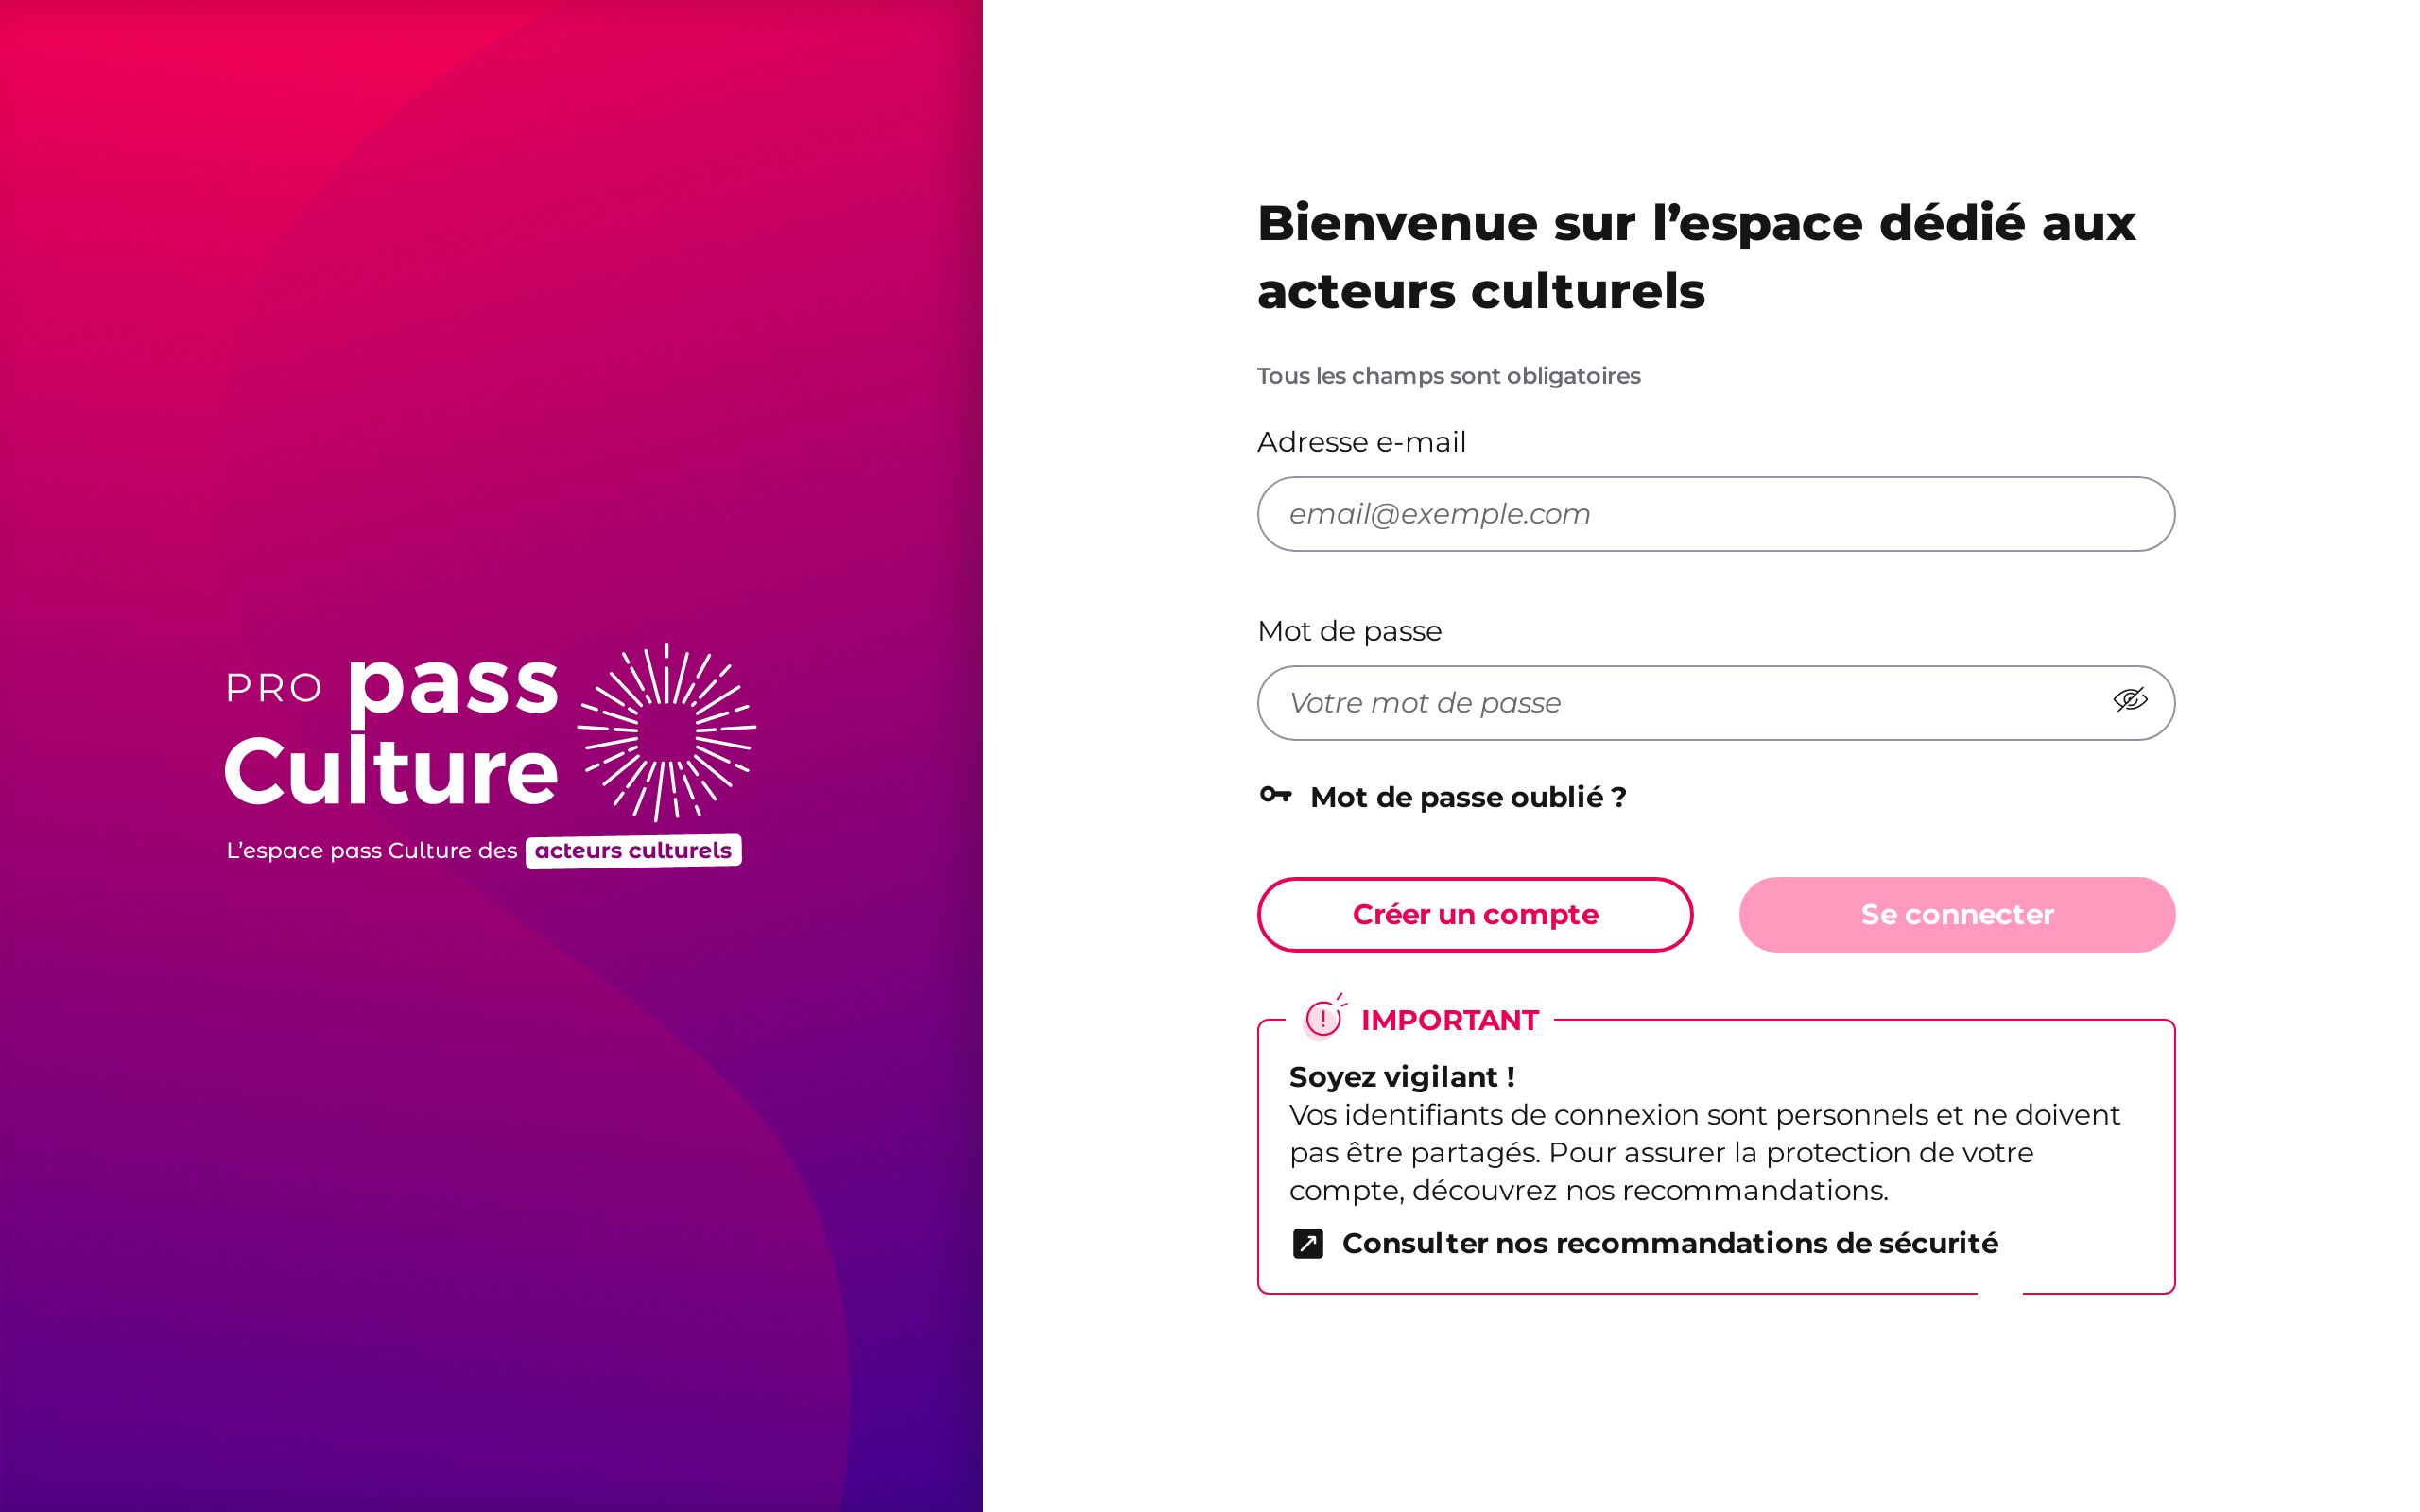 PRO pass
Culture
L’espace pass Culture des acteurs culturels
Bienvenue sur l’espace dédié aux
acteurs culturels
Tous les champs sont obligatoires
Adresse e-mail
email@exemple.com
Mot de passe
Votre mot de passe
Mot de passe oublié ?
Créer un compte
Se connecter
IMPORTANT
Soyez vigilant !
Vos identifiants de connexion sont personnels et ne doivent
pas être partagés. Pour assurer la protection de votre
compte, découvrez nos recommandations.
Consulter nos recommandations de sécurité